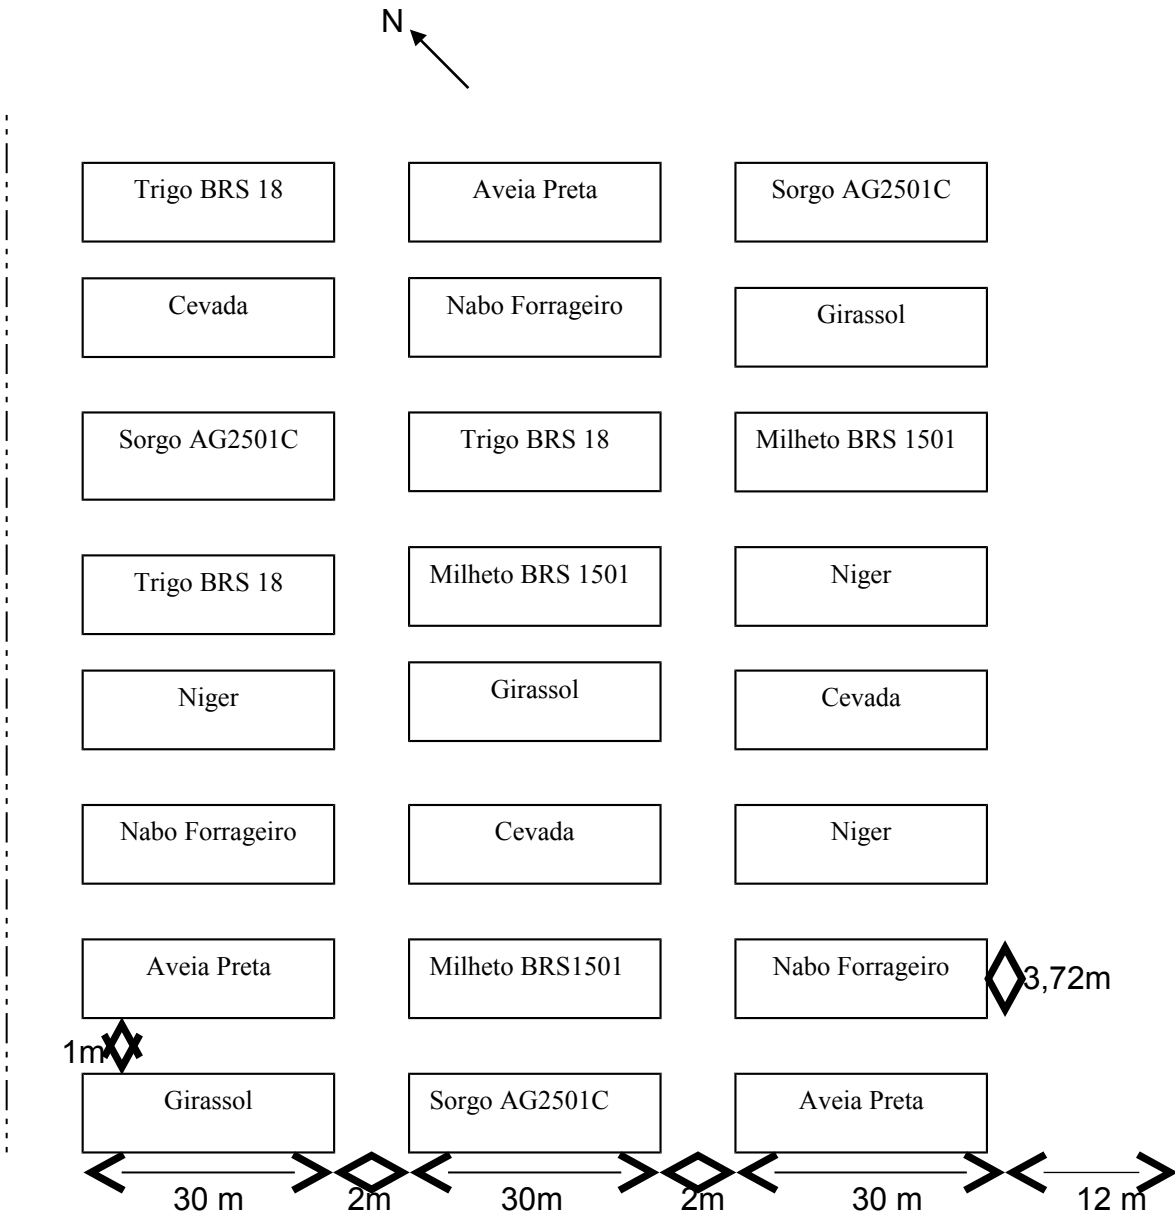 N
Trigo BRS 18
Aveia Preta
Sorgo AG2501C
Cevada
Nabo Forrageiro
Girassol
Sorgo AG2501C
Trigo BRS 18
Milheto BRS 1501
Trigo BRS 18
Milheto BRS 1501
Niger
Niger
Girassol
Cevada
Nabo Forrageiro
Cevada
Niger
Aveia Preta
Milheto BRS1501
Nabo Forrageiro
3,72m
1m
Girassol
Sorgo AG2501C
Aveia Preta
30 m
2m
30m
2m
30 m
12 m